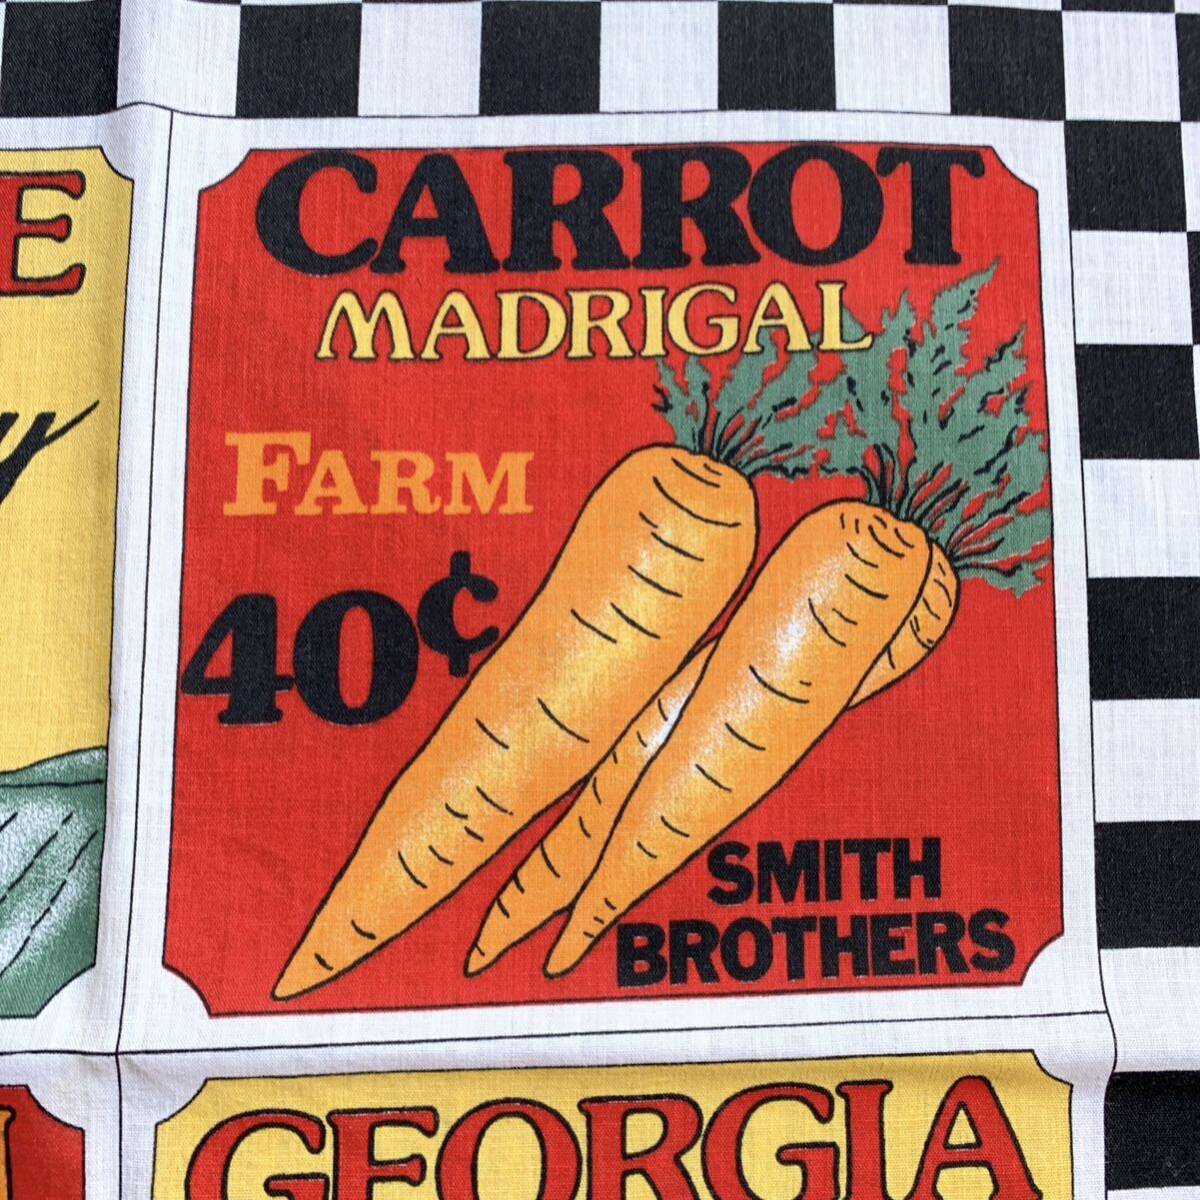 CARROT
MADRIGAL
FARM
40¢
SMITH
BROTHERS
GEORGIA